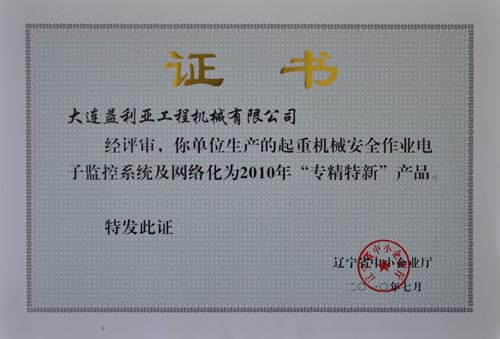 证书
大连益利亚工程机械有限公司
经评审，你单位生产的起重机械安全作业电
子监控系统及网络化为2010年“专精特新”产品。
特发此证
辽宁省中小企业厅
二〇一〇年七月